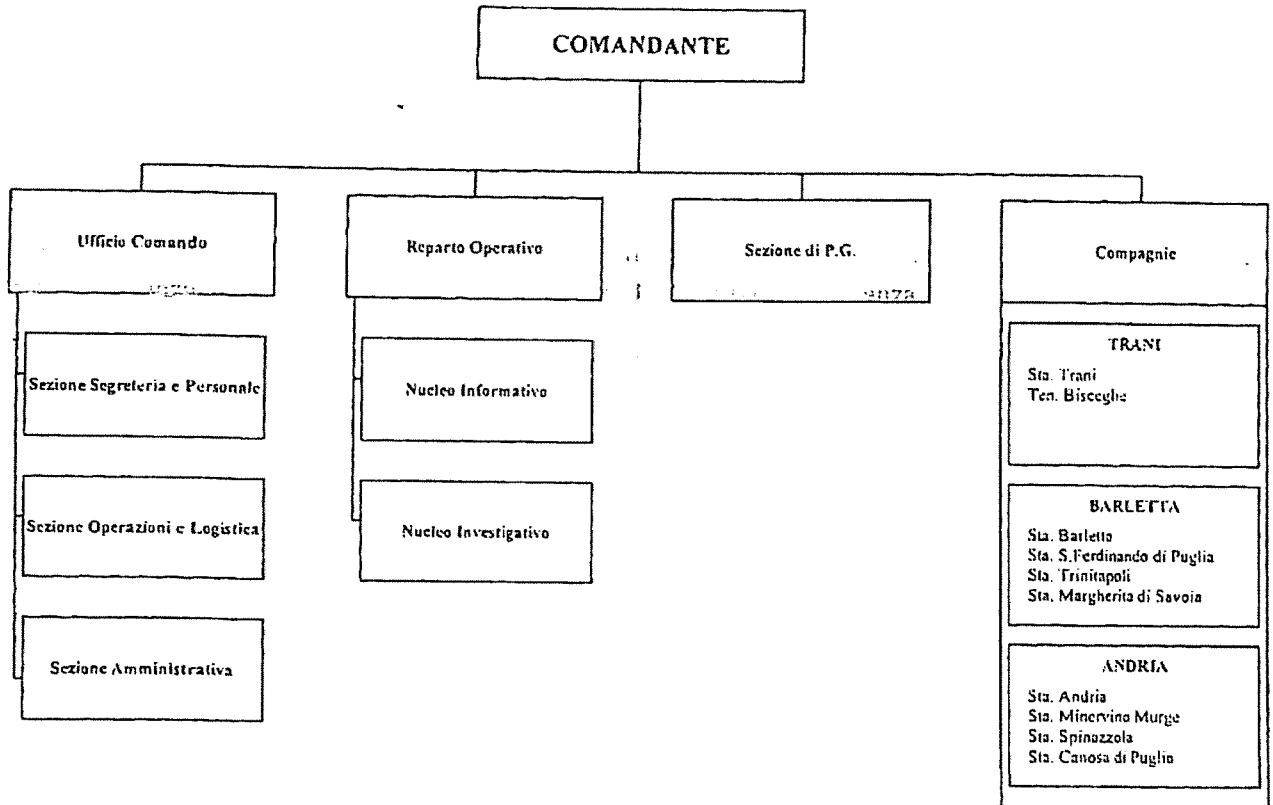 COMANDANTE
Ufficio Comando
Reparto Operativo
Sezione di P.G.
Compagnie
Sezione Segreteria e Personale
Sezione Operazioni e Logistica
Sezione Amministrativa
Nucleo Informativo
Nucleo Investigativo
TRANI
Sta. Trani
Ten. Bisceglie
BARLETTA
Sta. Barletta
Sta. S.Ferdinando di Puglia
Sta. Trinitapoli
Sta. Margherita di Savoia
ANDRIA
Sta. Andria
Sta. Minervino Murge
Sta. Spinazzola
Sta. Canosa di Puglia